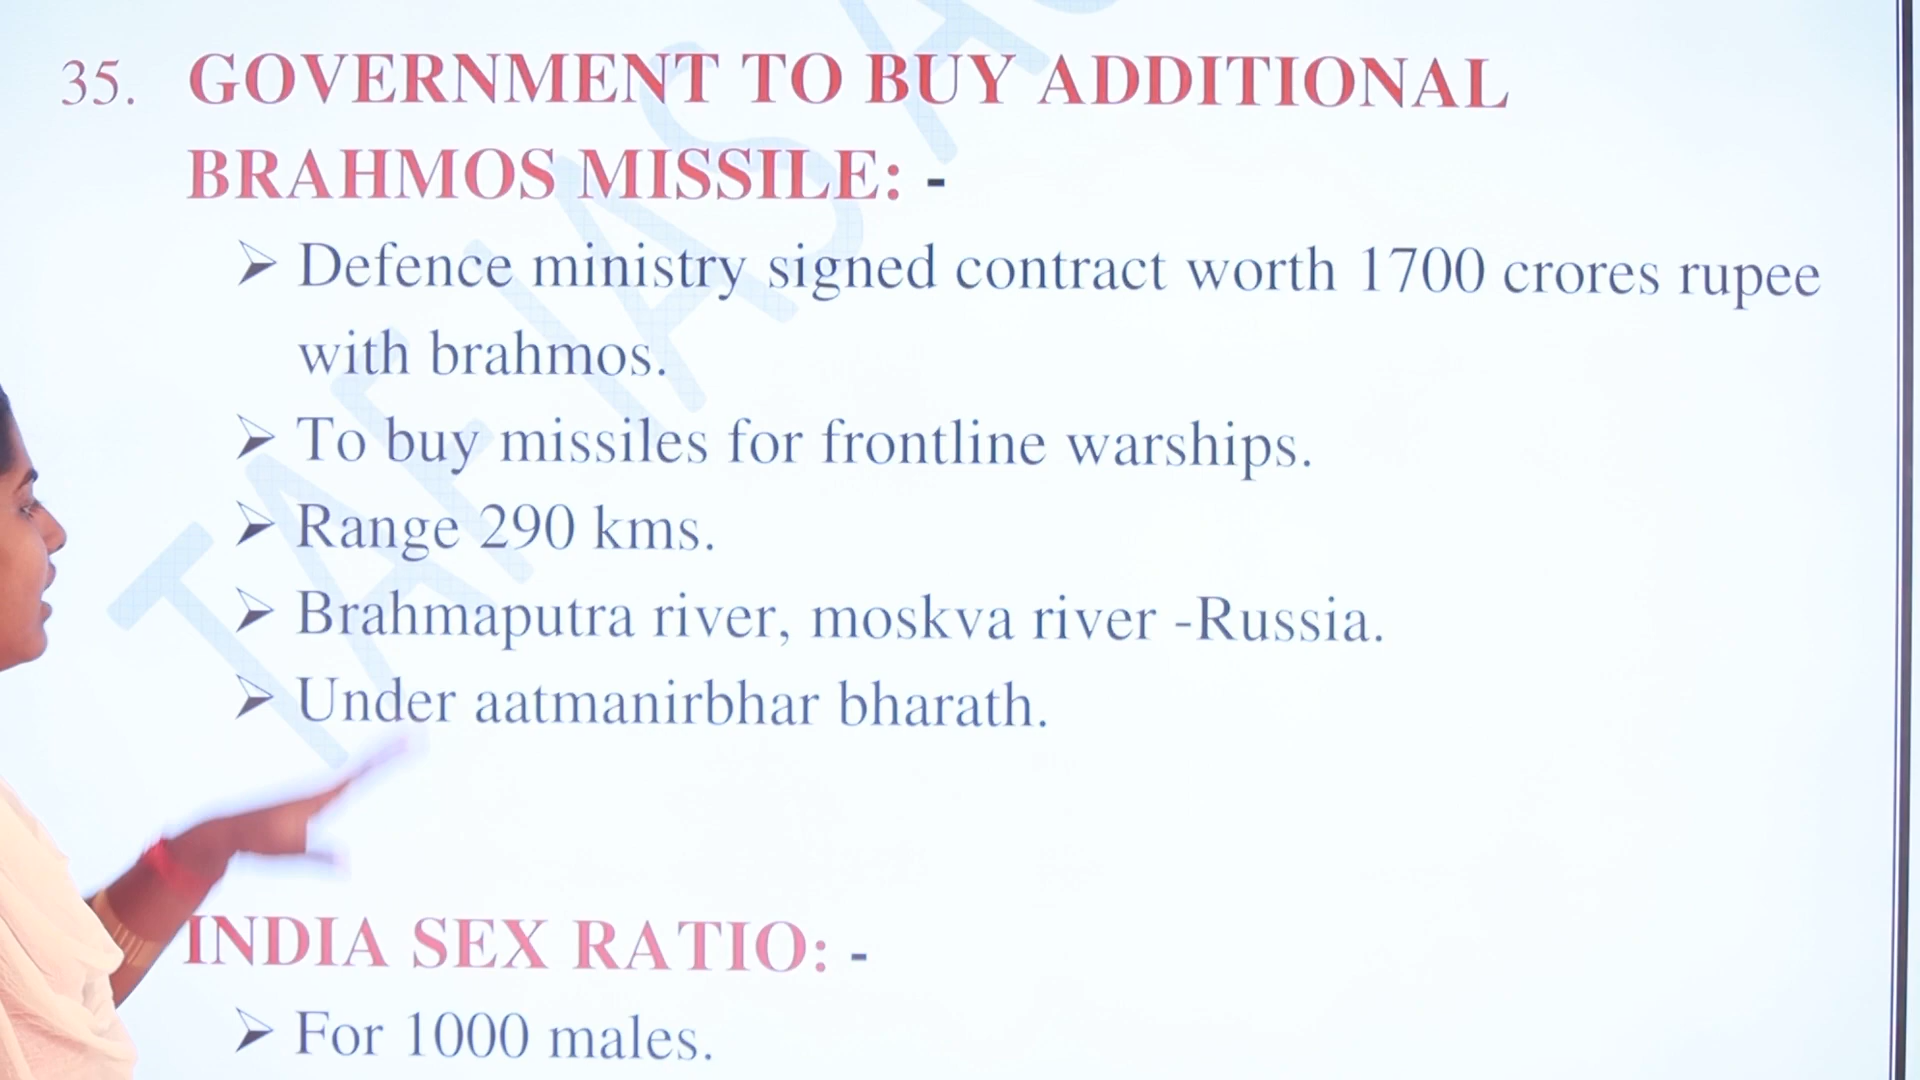 35. GOVERNMENT TO BUY ADDITIONAL
BRAHMOS MISSILE: -
➢ Defence ministry signed contract worth 1700 crores rupee
with brahmos.
➢ To buy missiles for frontline warships.
➢ Range 290 kms.
➢ Brahmaputra river, moskva river -Russia.
➢ Under aatmanirbhar bharath.
INDIA SEX RATIO: -
➢ For 1000 males.
TAF IAS A